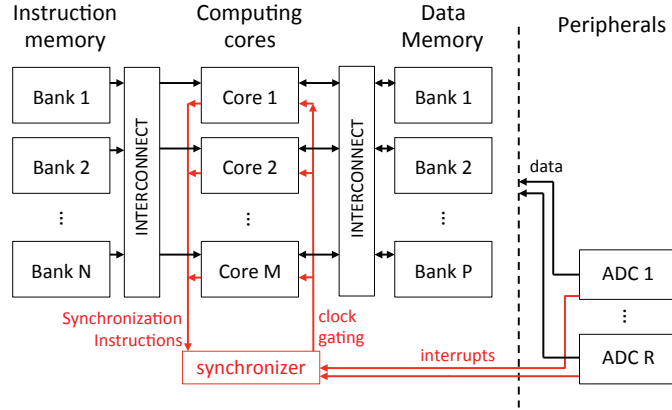 Instruction
memory
Computing
cores
Data
Memory
Peripherals
Bank 1
Core 1
Bank 1
Bank 2
Core 2
Bank 2
INTERCONNECT
INTERCONNECT
data
...
...
...
Bank N
Core M
Bank P
ADC 1
...
Synchronization
Instructions
clock
gating
synchronizer
interrupts
ADC R